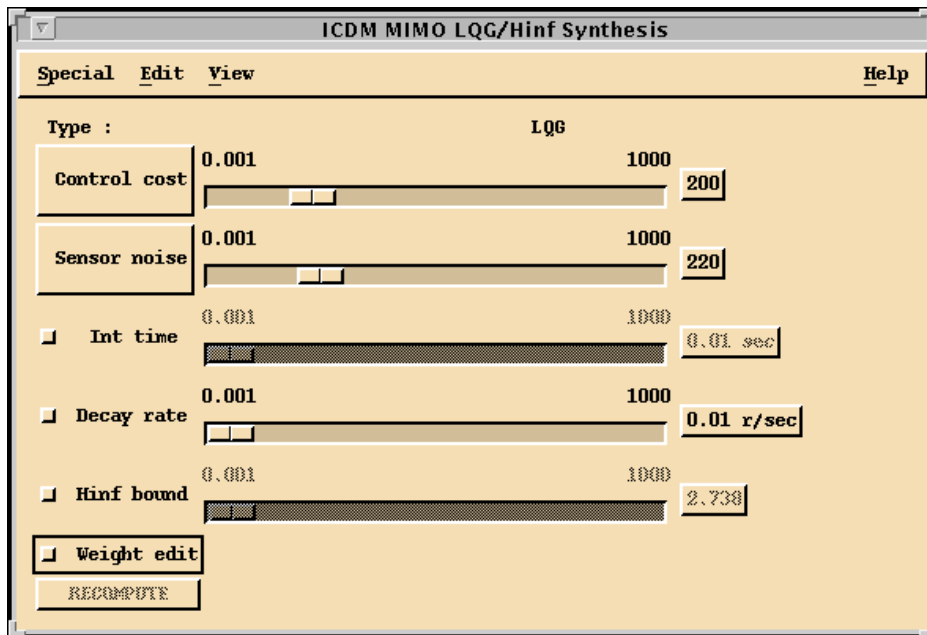 ICDM MIMO LQG/Hinf Synthesis
Special Edit View Help
Type : LQG
0.001 1000
Control cost 200
0.001 1000
Sensor noise 220
0.001 1000
Int time 0.01 sec
0.001 1000
Decay rate 0.01 r/sec
0.001 1000
Hinf bound 2.738
Weight edit
RECOMPUTE